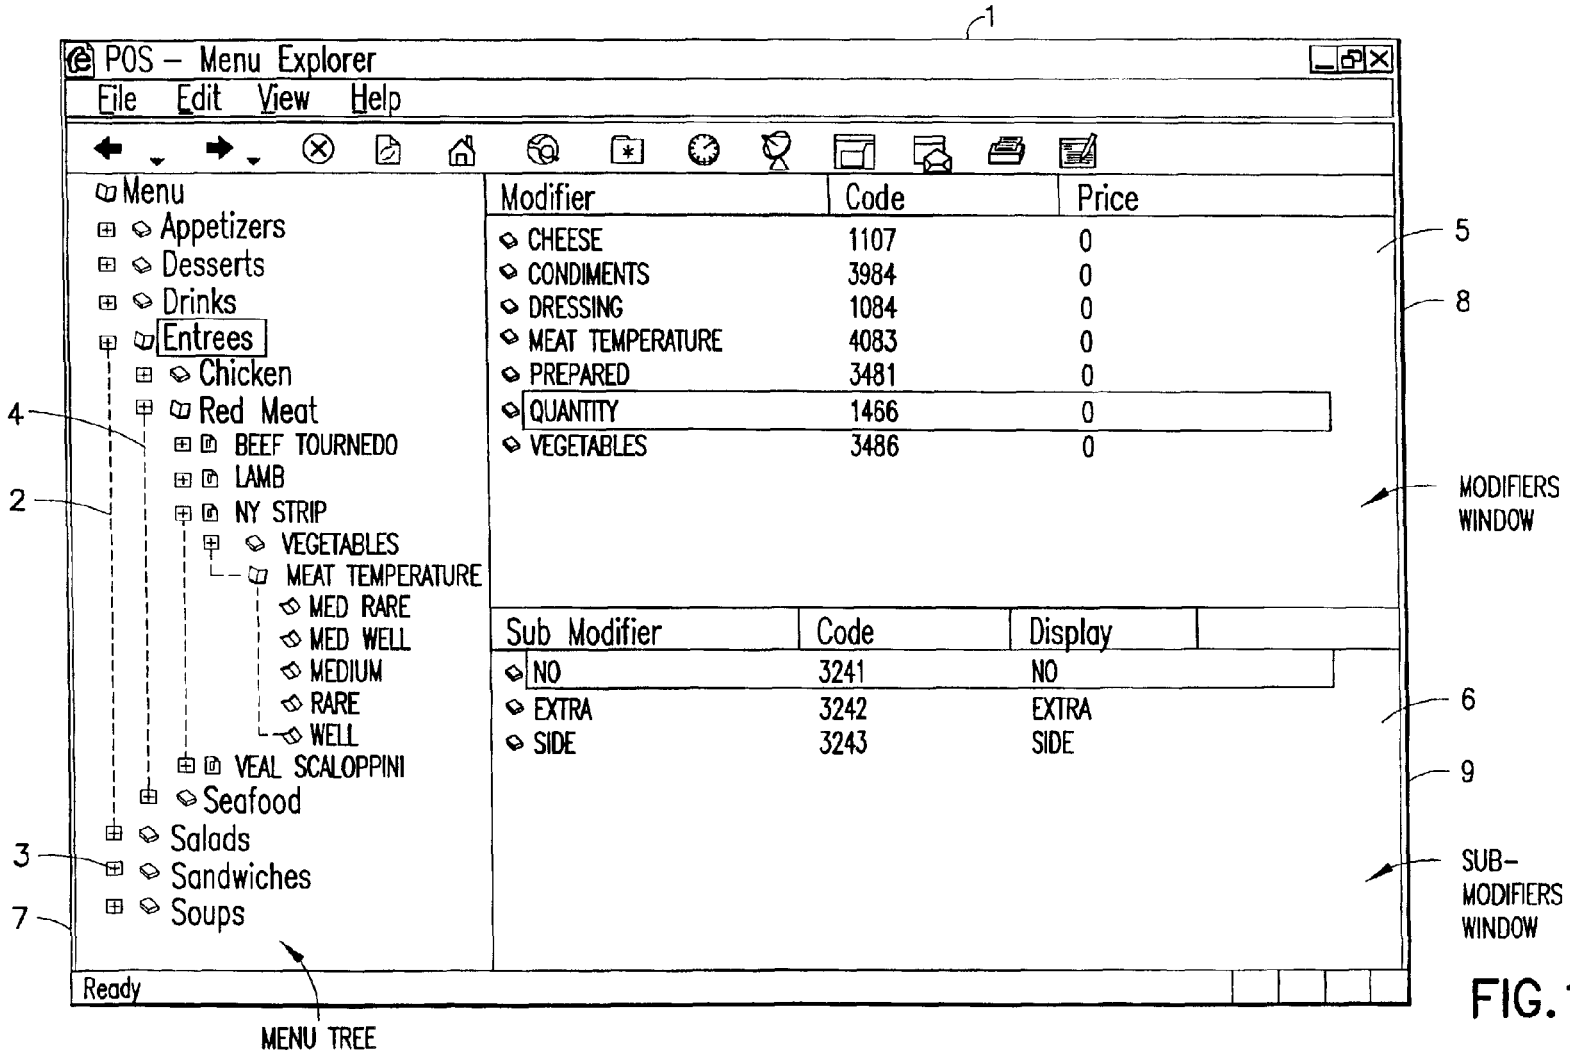 1
POS – Menu Explorer
File Edit View Help
Menu
Appetizers
Desserts
Drinks
Entrees
Chicken
Red Meat
BEEF TOURNEDO
LAMB
NY STRIP
VEGETABLES
MEAT TEMPERATURE
MED RARE
MED WELL
MEDIUM
RARE
WELL
VEAL SCALOPPINI
Seafood
Salads
Sandwiches
Soups
4
2
3
7
Modifier Code Price
CHEESE 1107 0
CONDIMENTS 3984 0
DRESSING 1084 0
MEAT TEMPERATURE 4083 0
PREPARED 3481 0
QUANTITY 1466 0
VEGETABLES 3486 0
5
8
MODIFIERS
WINDOW
Sub Modifier Code Display
NO 3241 NO
EXTRA 3242 EXTRA
SIDE 3243 SIDE
6
9
SUB–
MODIFIERS
WINDOW
Ready
MENU TREE
FIG.